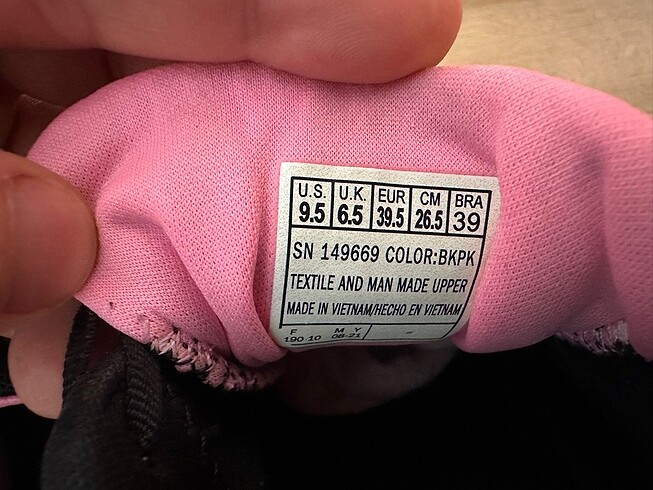 U.S. U.K. EUR CM BRA
9.5 6.5 39.5 26.5 39
SN 149669 COLOR:BKPK
TEXTILE AND MAN MADE UPPER
MADE IN VIETNAM/HECHO EN VIETNAM
F M Y
190 10 08-21 -